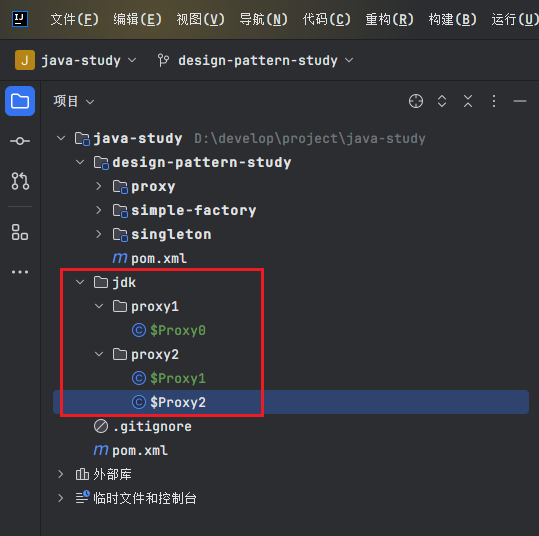 IJ 文件(F) 编辑(E) 视图(V) 导航(N) 代码(C) 重构(R) 构建(B) 运行(U)
J java-study design-pattern-study
项目
java-study D:\develop\project\java-study
design-pattern-study
proxy
simple-factory
singleton
m pom.xml
jdk
proxy1
C $Proxy0
proxy2
C $Proxy1
C $Proxy2
.gitignore
m pom.xml
外部库
临时文件和控制台